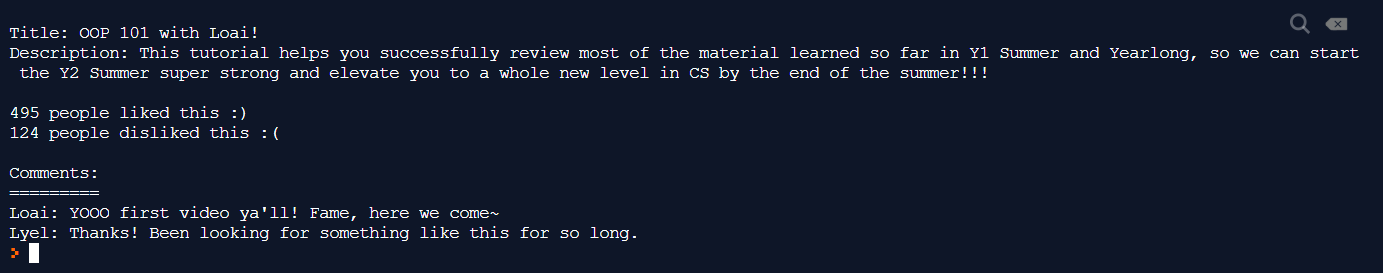 Title: OOP 101 with Loai!
Description: This tutorial helps you successfully review most of the material learned so far in Y1 Summer and Yearlong, so we can start
the Y2 Summer super strong and elevate you to a whole new level in CS by the end of the summer!!!
495 people liked this :)
124 people disliked this :(
Comments:
=========
Loai: YOOO first video ya'll! Fame, here we come~
Lyel: Thanks! Been looking for something like this for so long.
>